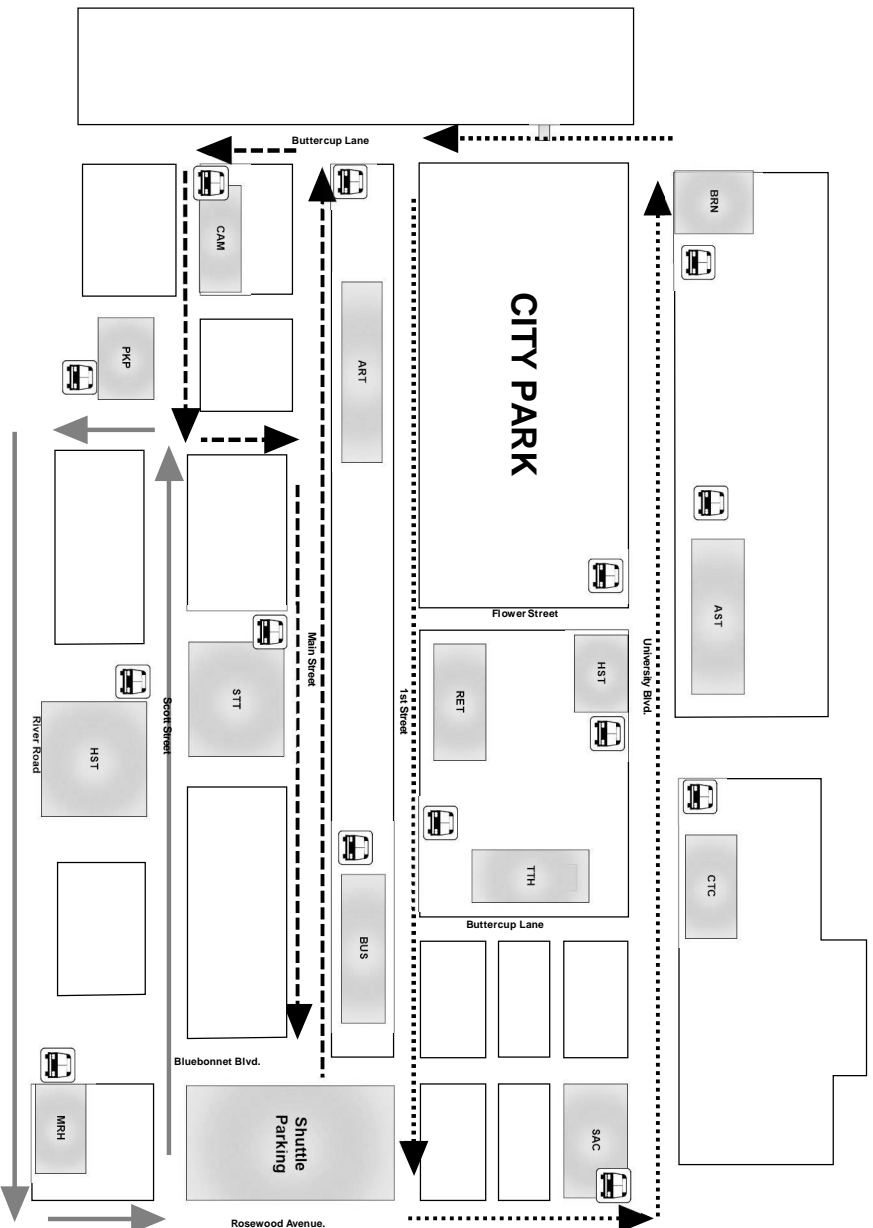 Buttercup Lane
BRN
CAM
CITY PARK
PKP
ART
AST
Flower Street
HST
RET
STT
Main Street
University Blvd.
1st Street
Scott Street
River Road
HST
TTH
CTC
BUS
Buttercup Lane
Bluebonnet Blvd.
MRH
Shuttle
Parking
SAC
Rosewood Avenue.